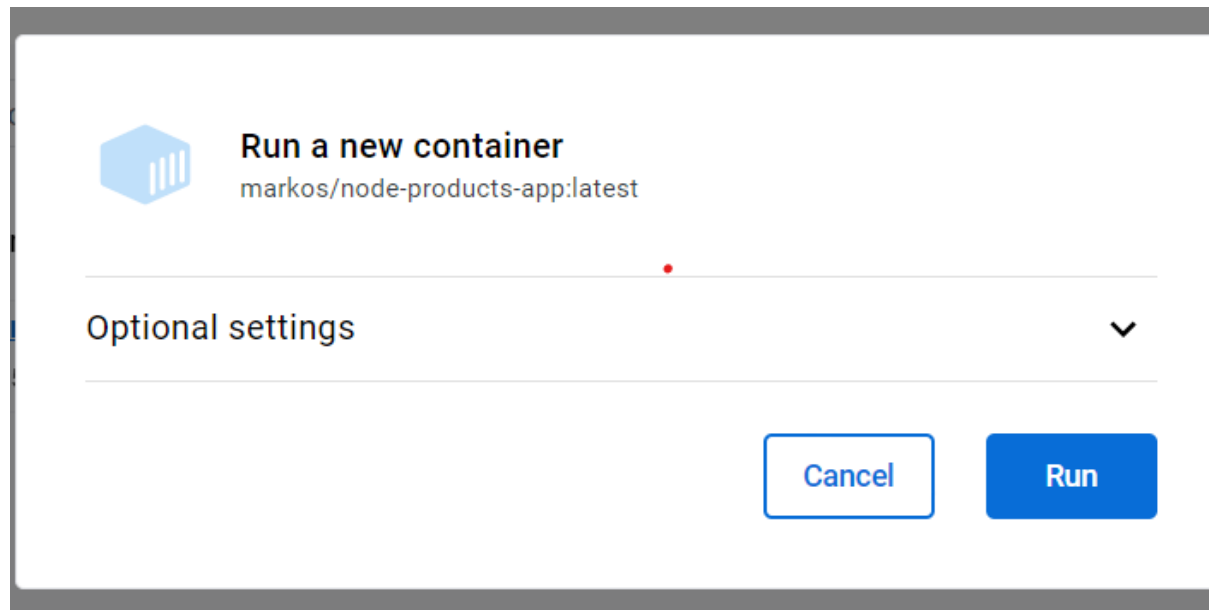 Run a new container
markos/node-products-app:latest
Optional settings
Cancel
Run